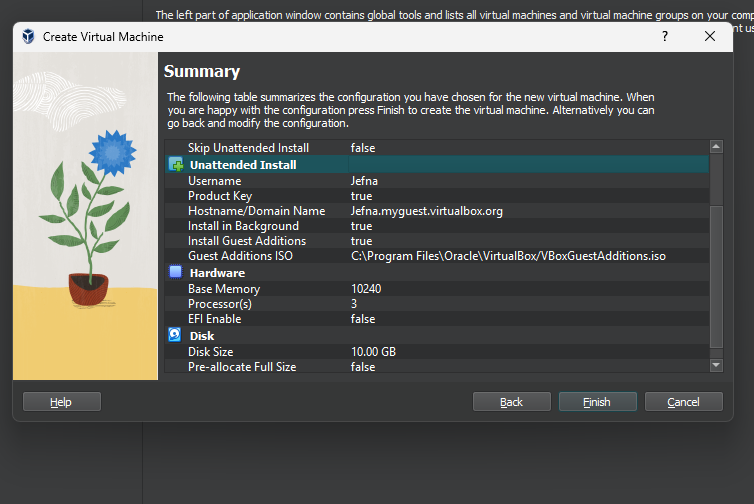 The left part of application window contains global tools and lists all virtual machines and virtual machine groups on your comp
Create Virtual Machine
?
Summary
The following table summarizes the configuration you have chosen for the new virtual machine. When
you are happy with the configuration press Finish to create the virtual machine. Alternatively you can
go back and modify the configuration.
Skip Unattended Install false
Unattended Install
Username Jefna
Product Key true
Hostname/Domain Name Jefna.myguest.virtualbox.org
Install in Background true
Install Guest Additions true
Guest Additions ISO C:\Program Files\Oracle\VirtualBox/VBoxGuestAdditions.iso
Hardware
Base Memory 10240
Processor(s) 3
EFI Enable false
Disk
Disk Size 10.00 GB
Pre-allocate Full Size false
Help Back Finish Cancel